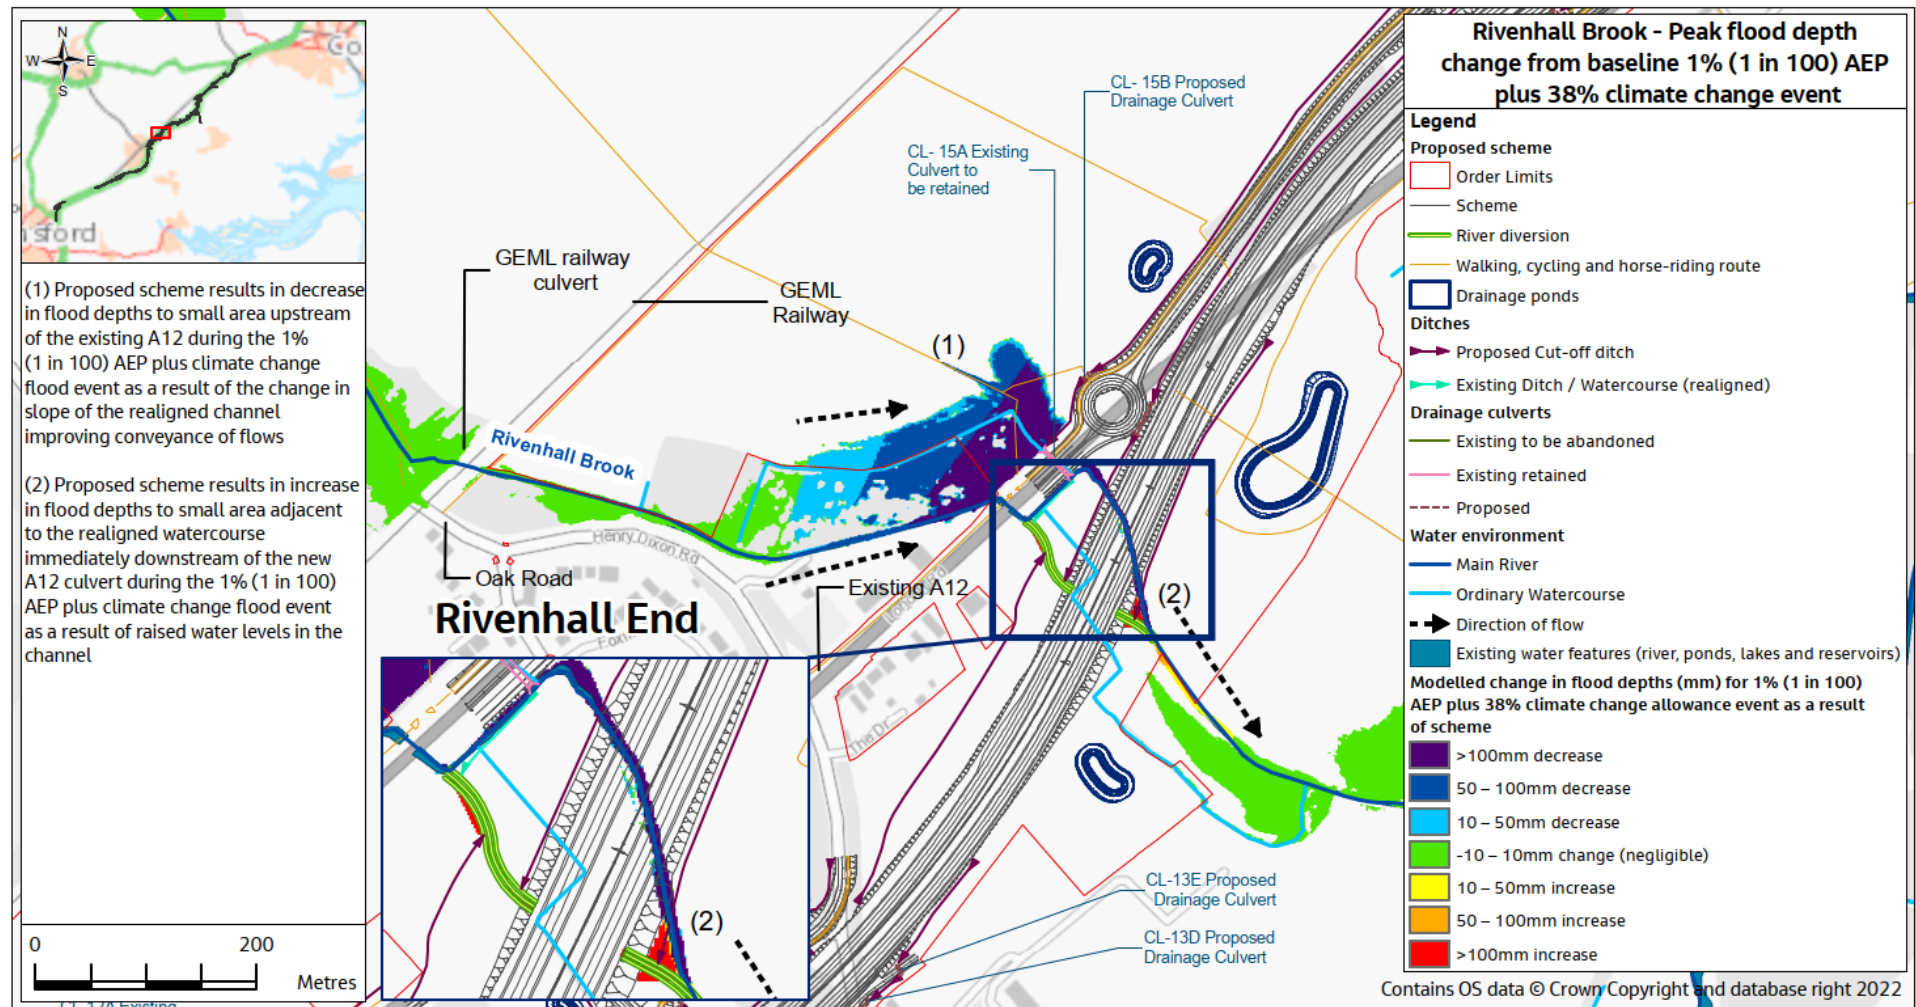 N
W
E
S
Co
sford
(1) Proposed scheme results in decrease
in flood depths to small area upstream
of the existing A12 during the 1%
(1 in 100) AEP plus climate change
flood event as a result of the change in
slope of the realigned channel
improving conveyance of flows
(2) Proposed scheme results in increase
in flood depths to small area adjacent
to the realigned watercourse
immediately downstream of the new
A12 culvert during the 1% (1 in 100)
AEP plus climate change flood event
as a result of raised water levels in the
channel
0
200
Metres
CL-12A Existing
CL- 15B Proposed
Drainage Culvert
CL- 15A Existing
Culvert to
be retained
GEML railway
culvert
GEML
Railway
(1)
Rivenhall Brook
Henry Dixon Rd
Oak Road
Existing A12
London Rd
Rivenhall End
Foxm
(2)
The Dr
(2)
CL-13E Proposed
Drainage Culvert
CL-13D Proposed
Drainage Culvert
Rivenhall Brook - Peak flood depth
change from baseline 1% (1 in 100) AEP
plus 38% climate change event
Legend
Proposed scheme
Order Limits
Scheme
River diversion
Walking, cycling and horse-riding route
Drainage ponds
Ditches
Proposed Cut-off ditch
Existing Ditch / Watercourse (realigned)
Drainage culverts
Existing to be abandoned
Existing retained
Proposed
Water environment
Main River
Ordinary Watercourse
Direction of flow
Existing water features (river, ponds, lakes and reservoirs)
Modelled change in flood depths (mm) for 1% (1 in 100)
AEP plus 38% climate change allowance event as a result
of scheme
>100mm decrease
50 – 100mm decrease
10 – 50mm decrease
-10 – 10mm change (negligible)
10 – 50mm increase
50 – 100mm increase
>100mm increase
Contains OS data © Crown Copyright and database right 2022